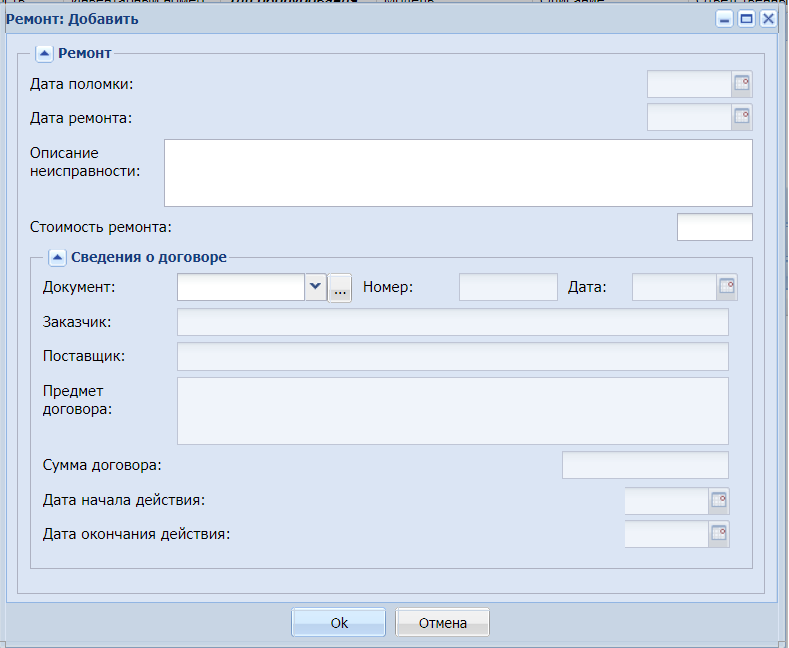 Ремонт: Добавить
Ремонт
Дата поломки:
Дата ремонта:
Описание
неисправности:
Стоимость ремонта:
Сведения о договоре
Документ: ... Номер: Дата:
Заказчик:
Поставщик:
Предмет
договора:
Сумма договора:
Дата начала действия:
Дата окончания действия:
Ok Отмена